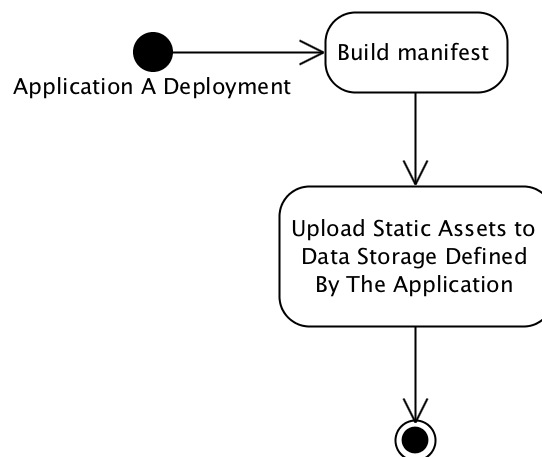 Build manifest
Application A Deployment
Upload Static Assets to
Data Storage Defined
By The Application